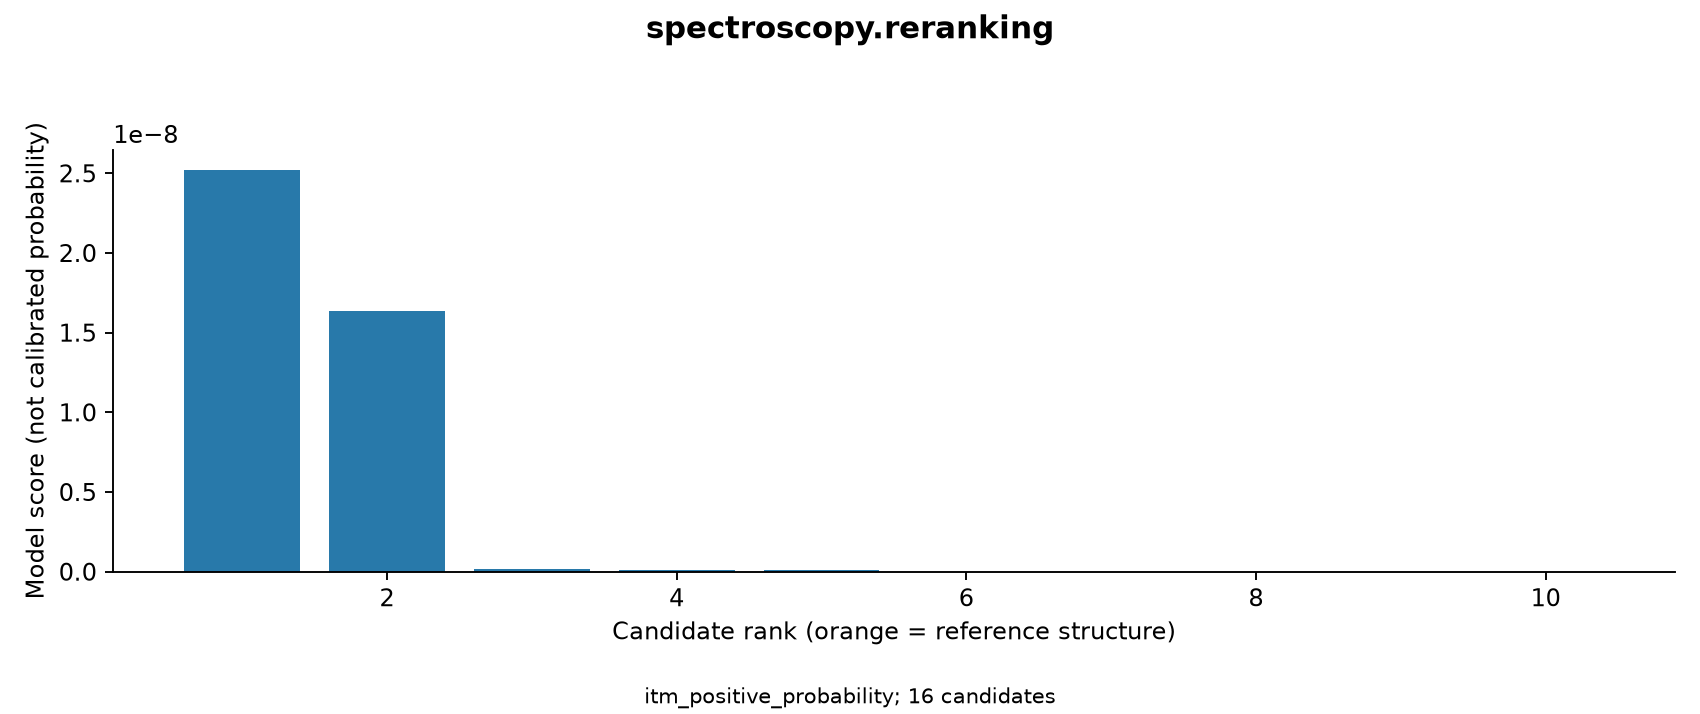 spectroscopy.reranking
1e−8
Model score (not calibrated probability)
2.5
2.0
1.5
1.0
0.5
0.0
2 4 6 8 10
Candidate rank (orange = reference structure)
itm_positive_probability; 16 candidates